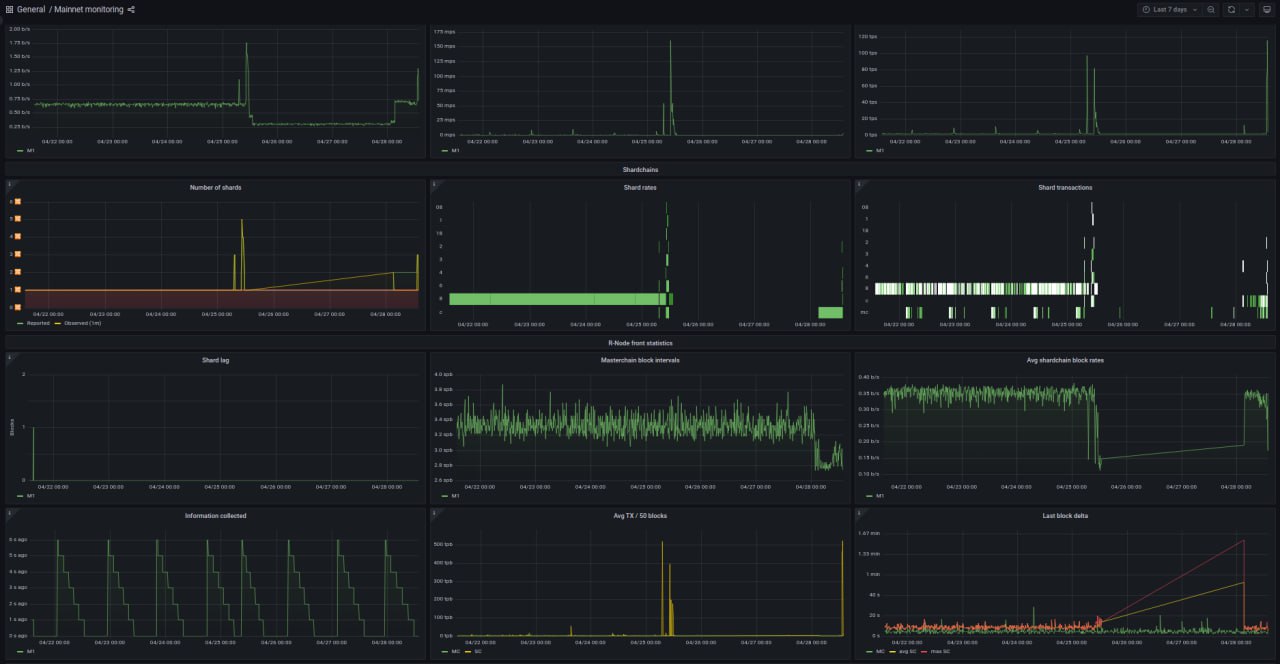 General / Mainnet monitoring
Last 7 days
2.00 b/s
1.75 b/s
1.50 b/s
1.25 b/s
1.00 b/s
0.75 b/s
0.50 b/s
0.25 b/s
04/22 00:00 04/23 00:00 04/24 00:00 04/25 00:00 04/26 00:00 04/27 00:00 04/28 00:00
M1
175 mps
150 mps
125 mps
100 mps
75 mps
50 mps
25 mps
0 mps
04/22 00:00 04/23 00:00 04/24 00:00 04/25 00:00 04/26 00:00 04/27 00:00 04/28 00:00
M1
120 tps
100 tps
80 tps
60 tps
40 tps
20 tps
0 tps
04/22 00:00 04/23 00:00 04/24 00:00 04/25 00:00 04/26 00:00 04/27 00:00 04/28 00:00
M1
Shardchains
Number of shards
6
5
4
3
2
1
0
04/22 00:00 04/23 00:00 04/24 00:00 04/25 00:00 04/26 00:00 04/27 00:00 04/28 00:00
Reported Observed (1m)
Shard rates
08
1
18
2
3
4
6
8
c
04/22 00:00 04/23 00:00 04/24 00:00 04/25 00:00 04/26 00:00 04/27 00:00 04/28 00:00
Shard transactions
08
1
18
2
3
4
8
c
mc
04/22 00:00 04/23 00:00 04/24 00:00 04/25 00:00 04/26 00:00 04/27 00:00 04/28 00:00
R-Node front statistics
Shard lag
Blocks
2
1
0
04/22 00:00 04/23 00:00 04/24 00:00 04/25 00:00 04/26 00:00 04/27 00:00 04/28 00:00
M1
Masterchain block intervals
4.0 spb
3.8 spb
3.6 spb
3.4 spb
3.2 spb
3.0 spb
2.8 spb
2.6 spb
04/22 00:00 04/23 00:00 04/24 00:00 04/25 00:00 04/26 00:00 04/27 00:00 04/28 00:00
M1
Avg shardchain block rates
0.40 b/s
0.35 b/s
0.30 b/s
0.25 b/s
0.20 b/s
0.15 b/s
0.10 b/s
04/22 00:00 04/23 00:00 04/24 00:00 04/25 00:00 04/26 00:00 04/27 00:00 04/28 00:00
M1
Information collected
6 s ago
5 s ago
4 s ago
3 s ago
2 s ago
1 s ago
0 s ago
04/22 00:00 04/23 00:00 04/24 00:00 04/25 00:00 04/26 00:00 04/27 00:00 04/28 00:00
M1
Avg TX / 50 blocks
500 tpb
400 tpb
300 tpb
200 tpb
100 tpb
0 tpb
04/22 00:00 04/23 00:00 04/24 00:00 04/25 00:00 04/26 00:00 04/27 00:00 04/28 00:00
MC SC
Last block delta
1.67 min
1.33 min
1 min
40 s
20 s
0 s
04/22 00:00 04/23 00:00 04/24 00:00 04/25 00:00 04/26 00:00 04/27 00:00 04/28 00:00
MC avg SC max SC